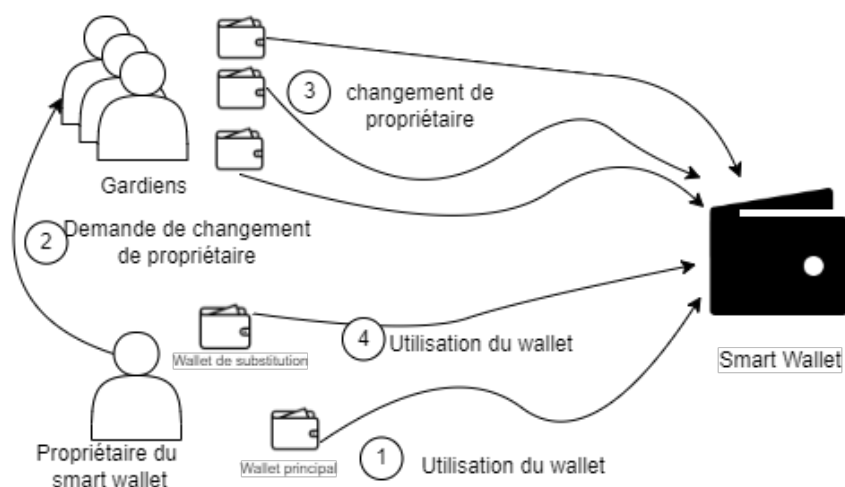 3
changement de
propriétaire
Gardiens
2
Demande de changement
de propriétaire
Wallet de substitution
4
Utilisation du wallet
Smart Wallet
Propriétaire du
smart wallet
Wallet principal
1
Utilisation du wallet